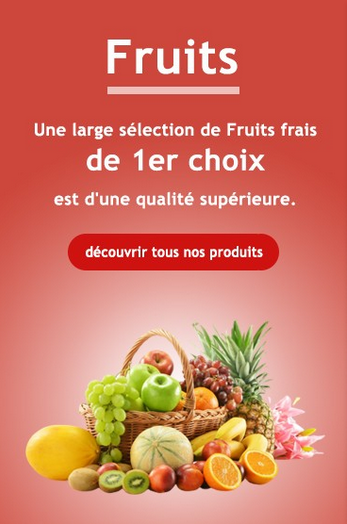 Fruits
Une large sélection de Fruits frais
de 1er choix
est d'une qualité supérieure.
découvrir tous nos produits